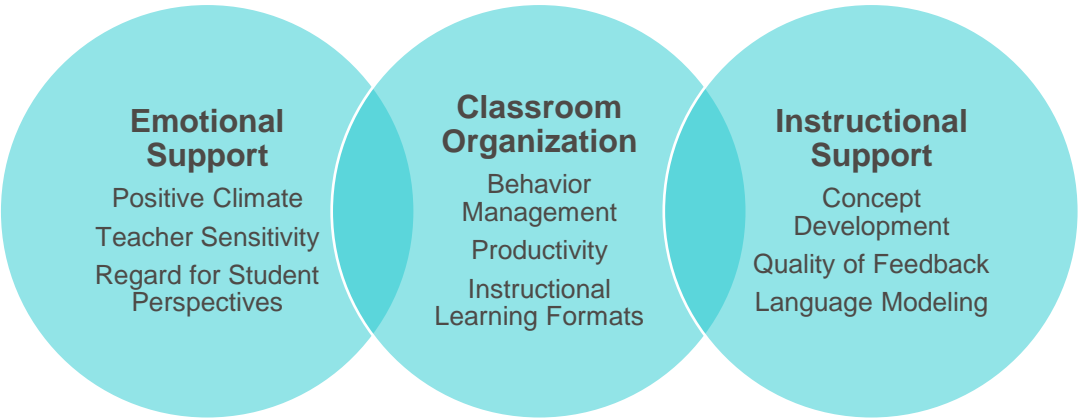 Emotional
Support
Positive Climate
Teacher Sensitivity
Regard for Student
Perspectives
Classroom
Organization
Behavior
Management
Productivity
Instructional
Learning Formats
Instructional
Support
Concept
Development
Quality of Feedback
Language Modeling